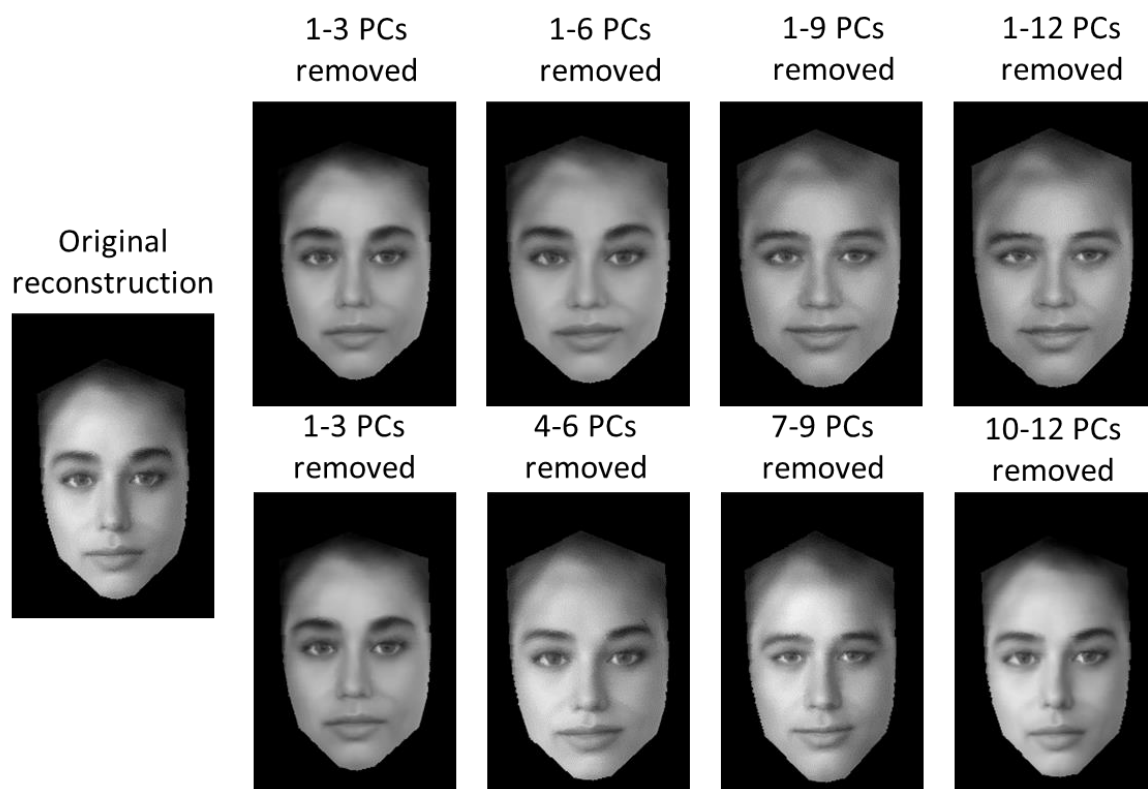 1-3 PCs
removed
1-6 PCs
removed
1-9 PCs
removed
1-12 PCs
removed
Original
reconstruction
1-3 PCs
removed
4-6 PCs
removed
7-9 PCs
removed
10-12 PCs
removed